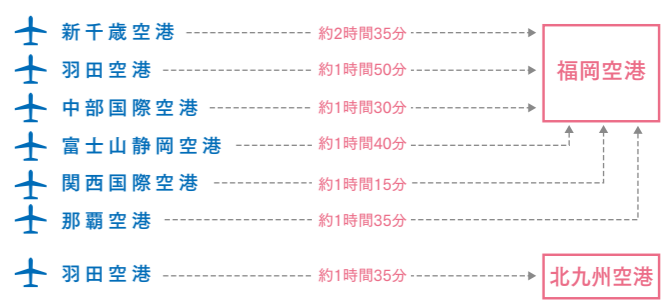 新千歳空港 約2時間35分
羽田空港 約1時間50分
福岡空港
中部国際空港 約1時間30分
富士山静岡空港 約1時間40分
関西国際空港 約1時間15分
那覇空港 約1時間35分
羽田空港 約1時間35分 北九州空港